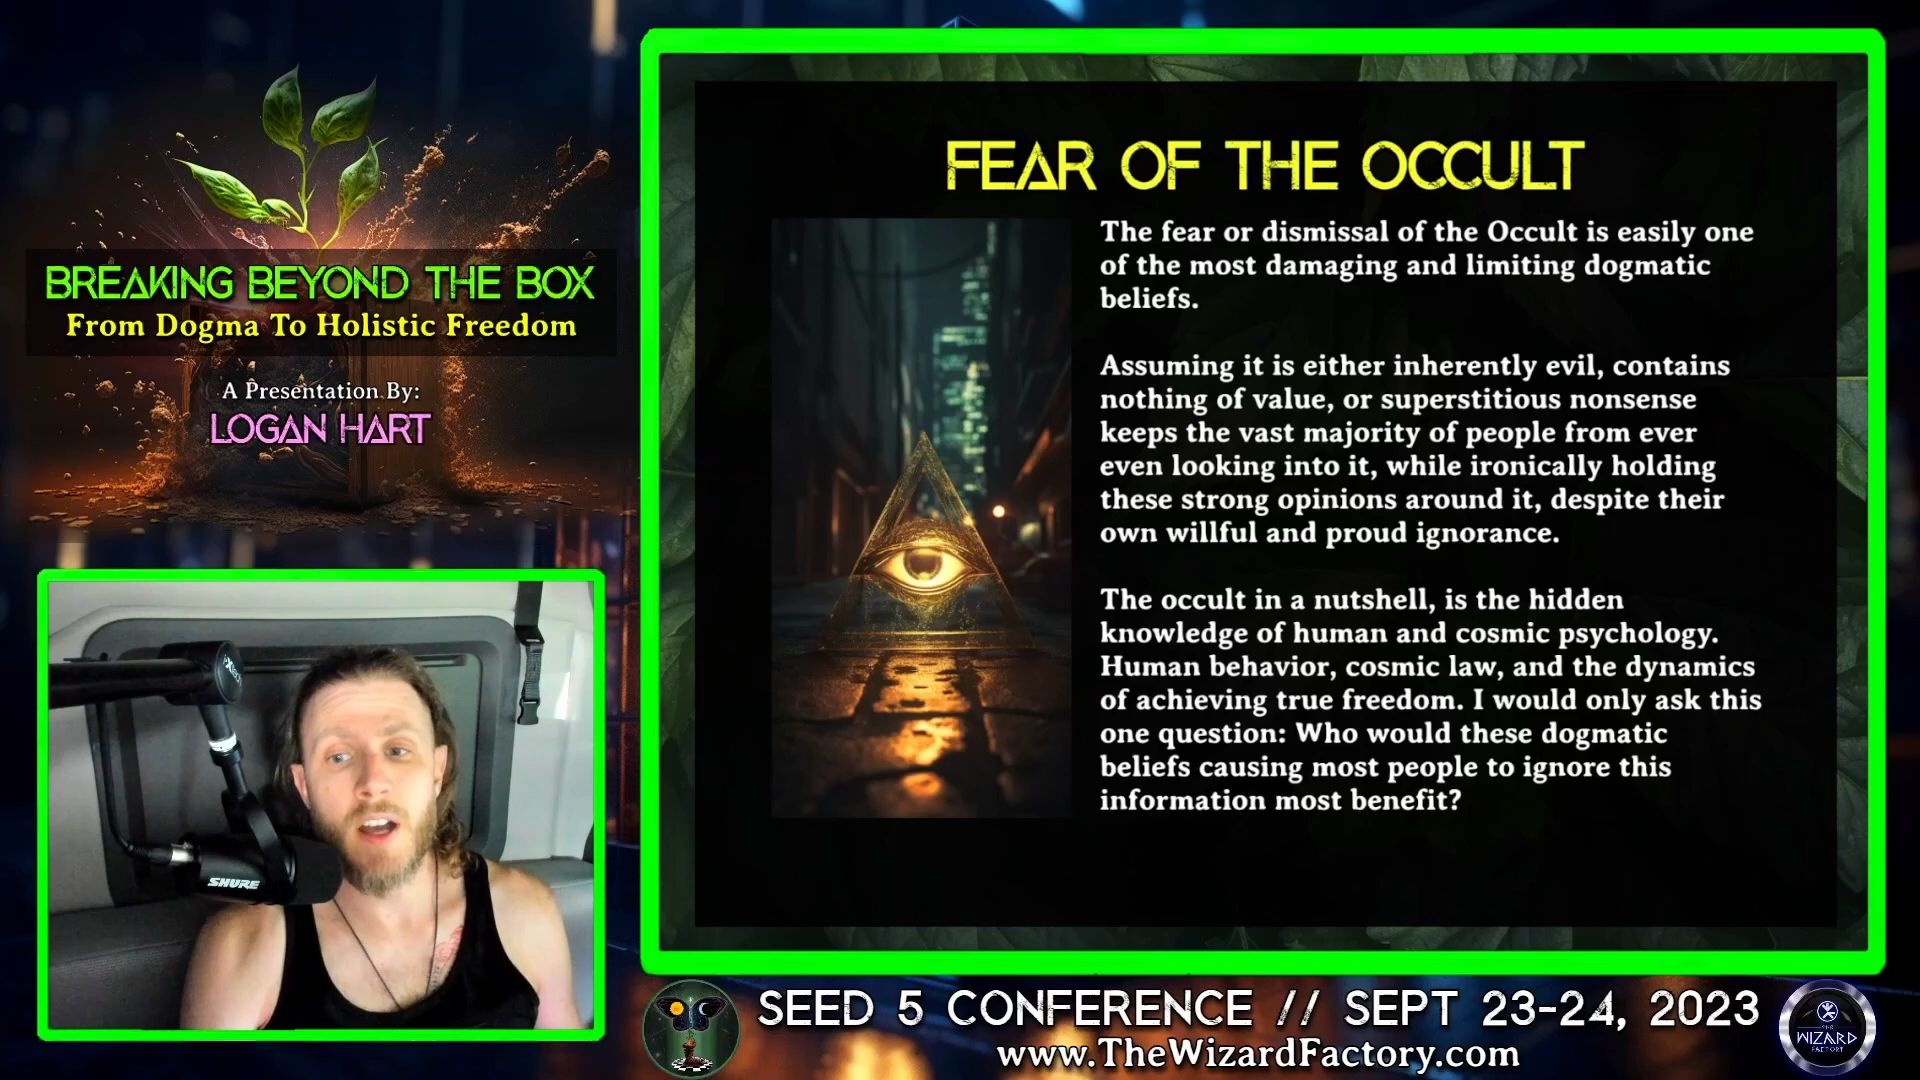 BREAKING BEYOND THE BOX
From Dogma To Holistic Freedom
A Presentation By:
LOGAN HART
SHURE
FEAR OF THE OCCULT
The fear or dismissal of the Occult is easily one
of the most damaging and limiting dogmatic
beliefs.
Assuming it is either inherently evil, contains
nothing of value, or superstitious nonsense
keeps the vast majority of people from ever
even looking into it, while ironically holding
these strong opinions around it, despite their
own willful and proud ignorance.
The occult in a nutshell, is the hidden
knowledge of human and cosmic psychology.
Human behavior, cosmic law, and the dynamics
of achieving true freedom. I would only ask this
one question: Who would these dogmatic
beliefs causing most people to ignore this
information most benefit?
SEED 5 CONFERENCE // SEPT 23-24, 2023
www.TheWizardFactory.com
THE
WIZARD
FACTORY